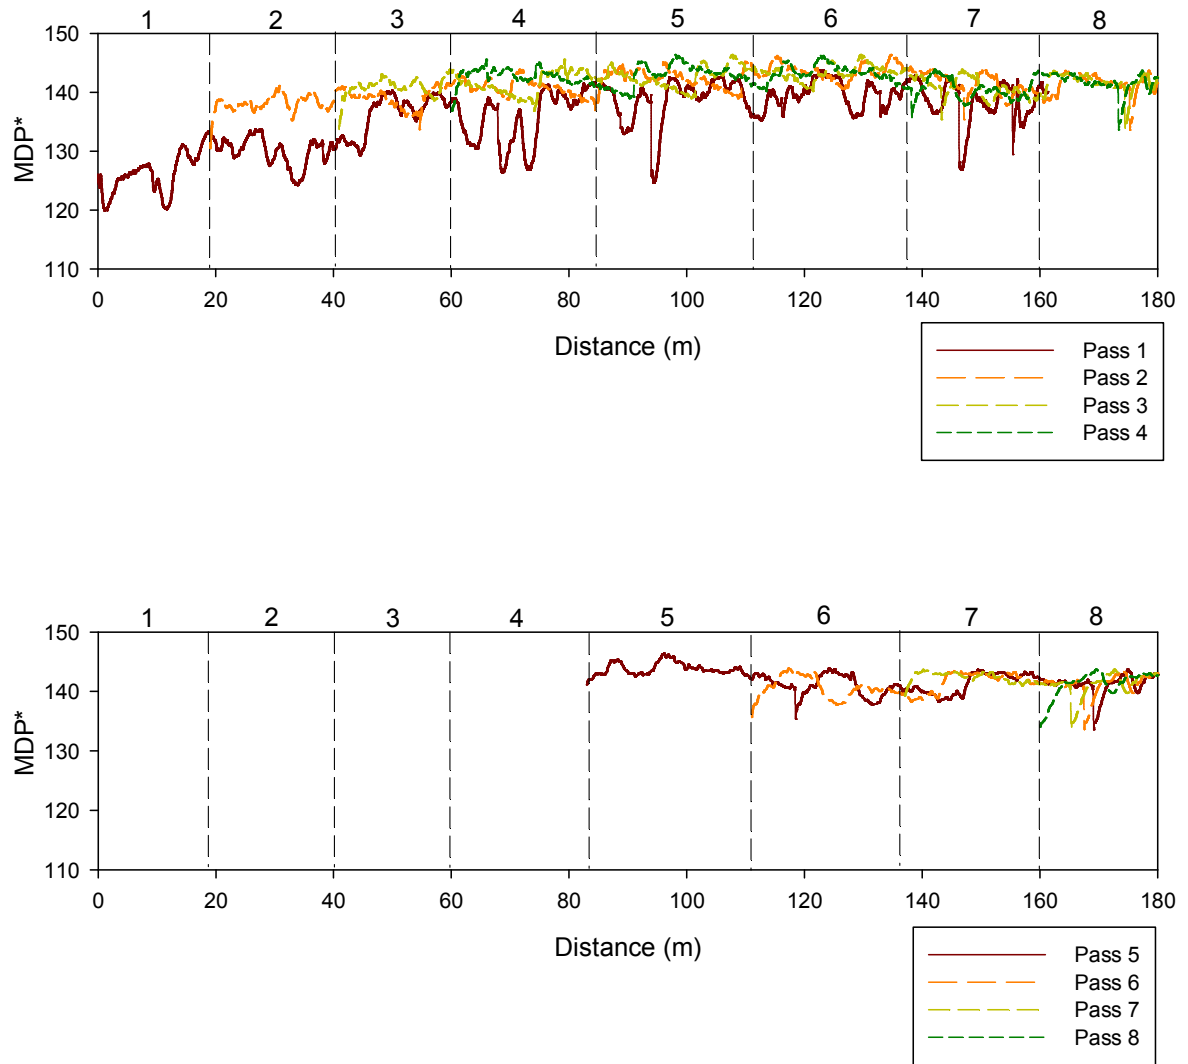 1 2 3 4 5 6 7 8
150
140
130
120
110
MDP*
0 20 40 60 80 100 120 140 160 180
Distance (m)
Pass 1
Pass 2
Pass 3
Pass 4
1 2 3 4 5 6 7 8
150
140
130
120
110
MDP*
0 20 40 60 80 100 120 140 160 180
Distance (m)
Pass 5
Pass 6
Pass 7
Pass 8